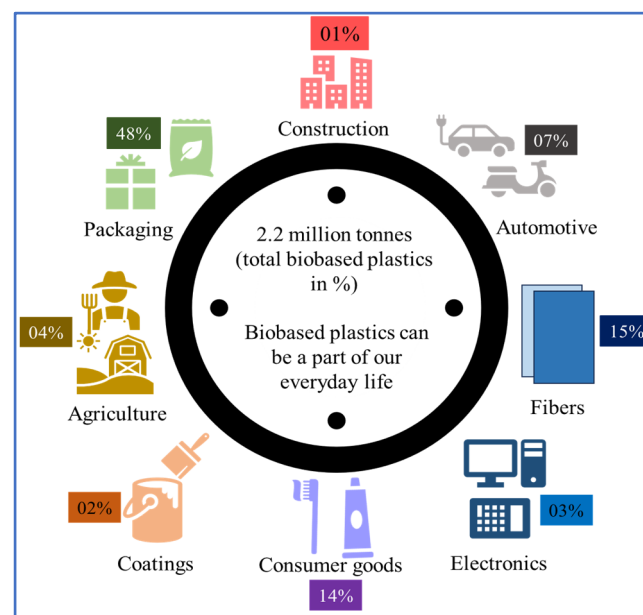 01%
Construction
48%
Packaging
07%
Automotive
2.2 million tonnes
(total biobased plastics
in %)
Biobased plastics can
be a part of our
everyday life
04%
Agriculture
15%
Fibers
02%
Coatings
Consumer goods
14%
03%
Electronics